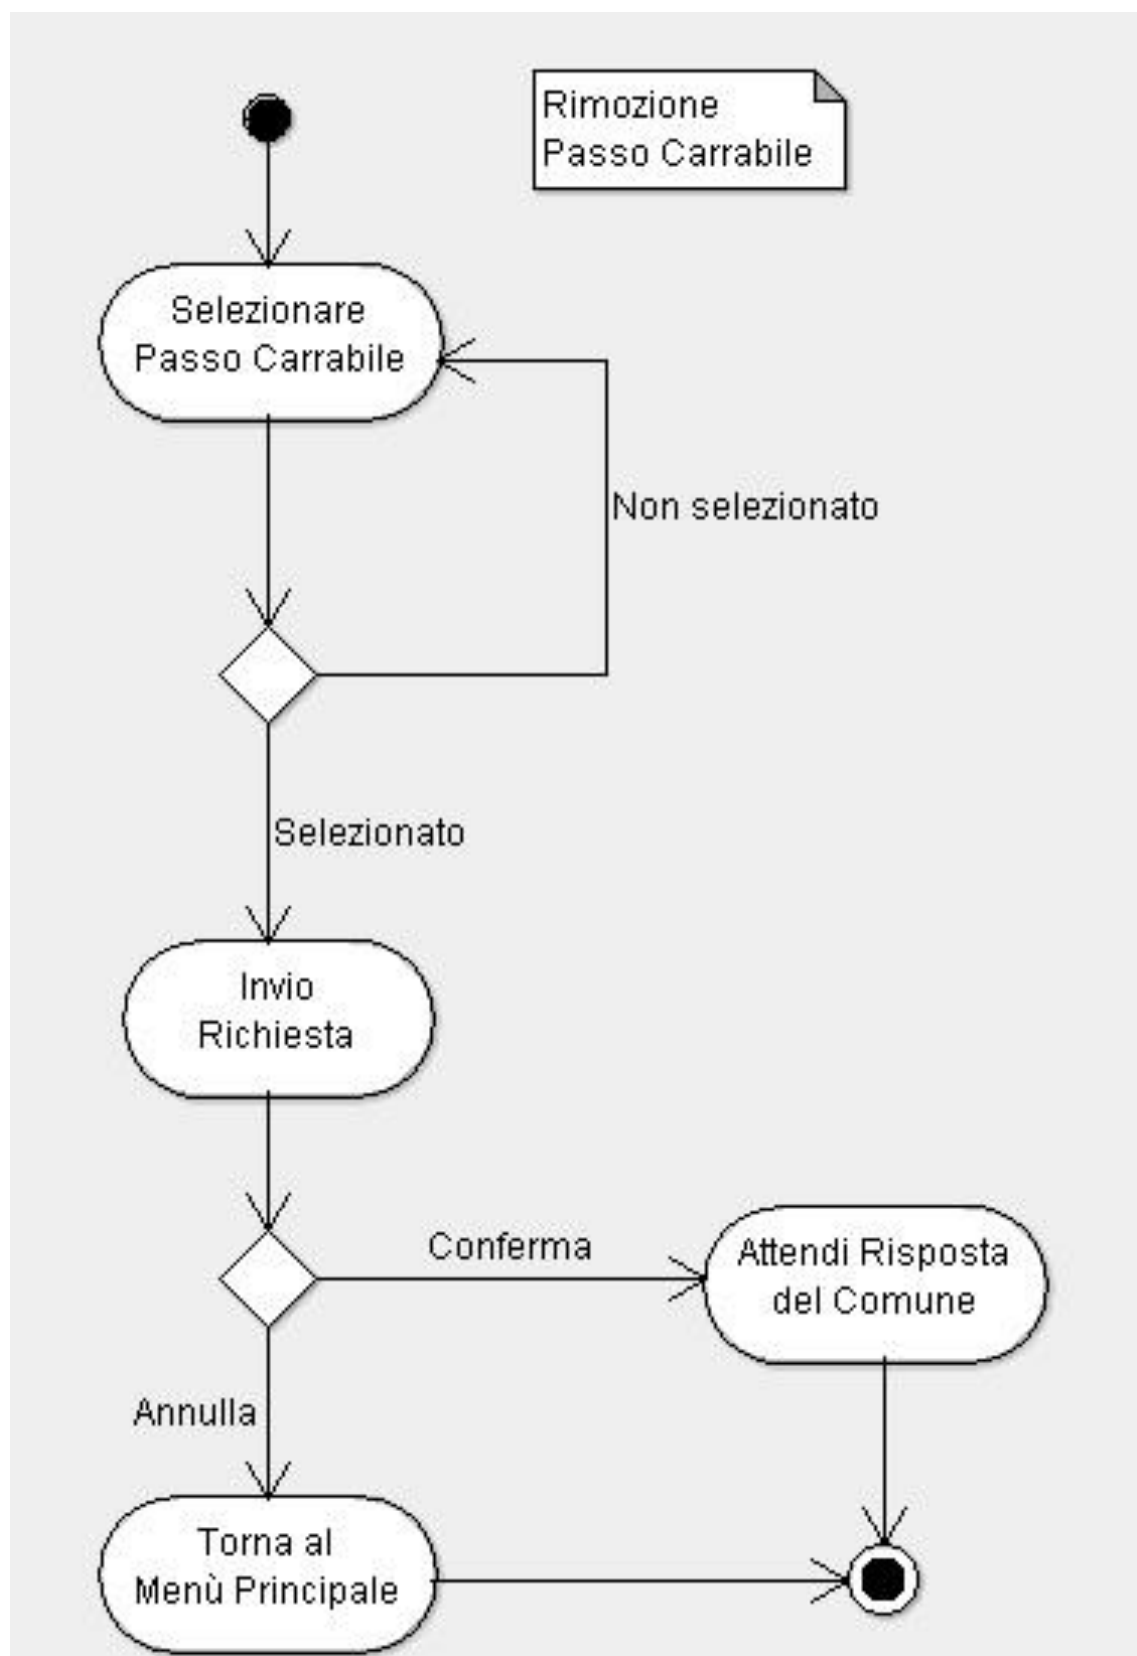 Rimozione
Passo Carrabile
Selezionare
Passo Carrabile
Non selezionato
Selezionato
Invio
Richiesta
Conferma
Attendi Risposta
del Comune
Annulla
Torna al
Menù Principale